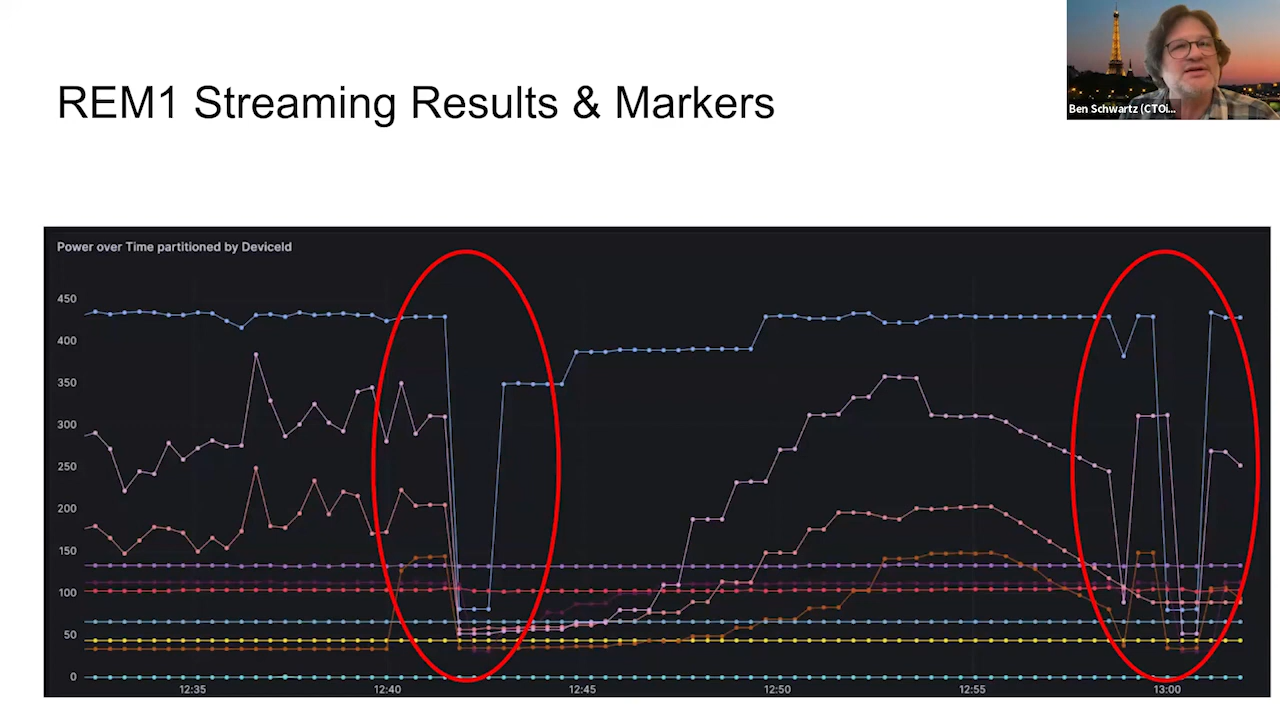 REM1 Streaming Results & Markers
Ben Schwartz (CTOi...
Power over Time partitioned by DeviceId
450
400
350
300
250
200
150
100
50
0
12:35 12:40 12:45 12:50 12:55 13:00